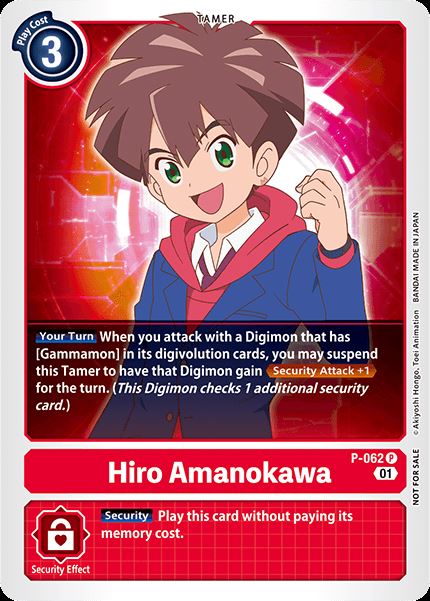 TAMER
Play Cost
3
Your Turn When you attack with a Digimon that has
[Gammamon] in its digivolution cards, you may suspend
this Tamer to have that Digimon gain Security Attack +1
for the turn. (This Digimon checks 1 additional security
card.)
Hiro Amanokawa
P-062 P
01
Security Play this card without paying its
memory cost.
Security Effect
©Akiyoshi Hongo, Toei Animation BANDAI MADE IN JAPAN
NOT FOR SALE